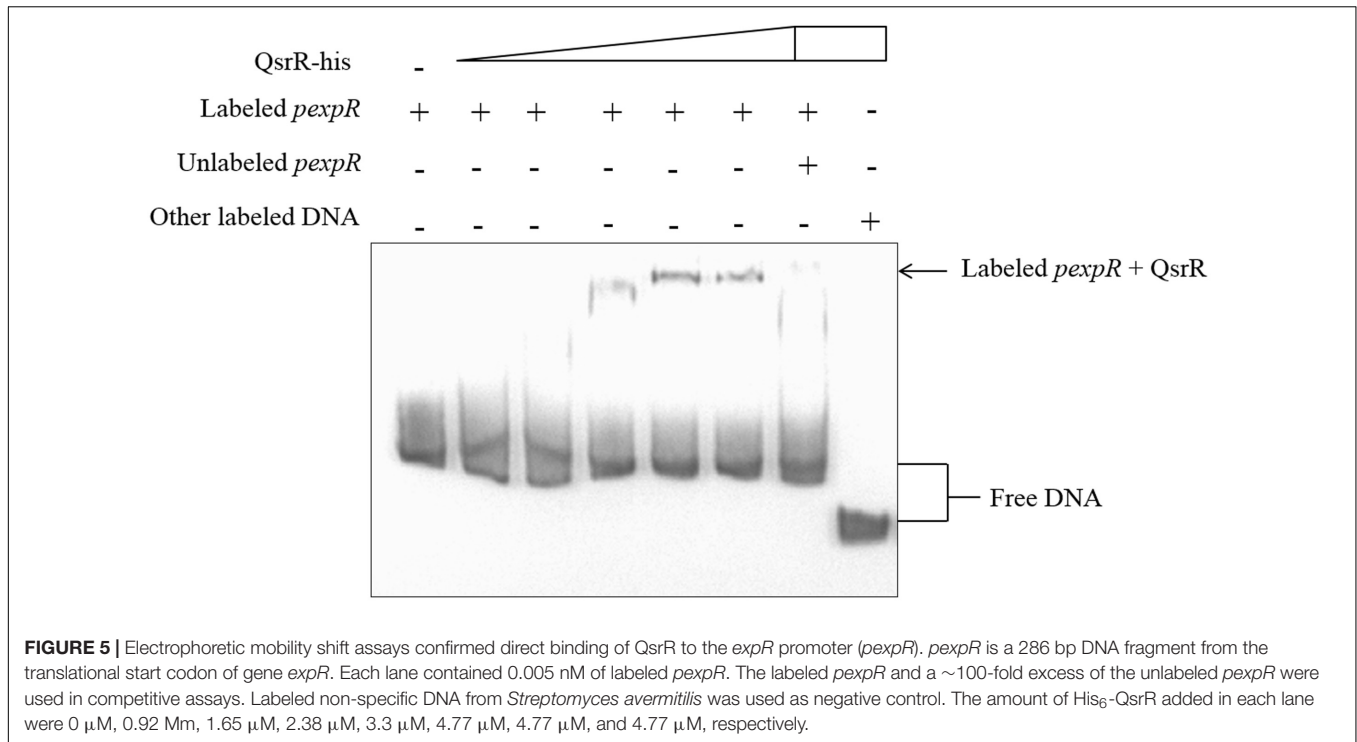 QsrR-his -
Labeled pexpR + + + + + + + -
Unlabeled pexpR - - - - - - + -
Other labeled DNA - - - - - - - +
Labeled pexpR + QsrR
Free DNA
FIGURE 5 | Electrophoretic mobility shift assays confirmed direct binding of QsrR to the expR promoter (pexpR). pexpR is a 286 bp DNA fragment from the
translational start codon of gene expR. Each lane contained 0.005 nM of labeled pexpR. The labeled pexpR and a ∼100-fold excess of the unlabeled pexpR were
used in competitive assays. Labeled non-specific DNA from Streptomyces avermitilis was used as negative control. The amount of His₆-QsrR added in each lane
were 0 μM, 0.92 Mm, 1.65 μM, 2.38 μM, 3.3 μM, 4.77 μM, 4.77 μM, and 4.77 μM, respectively.